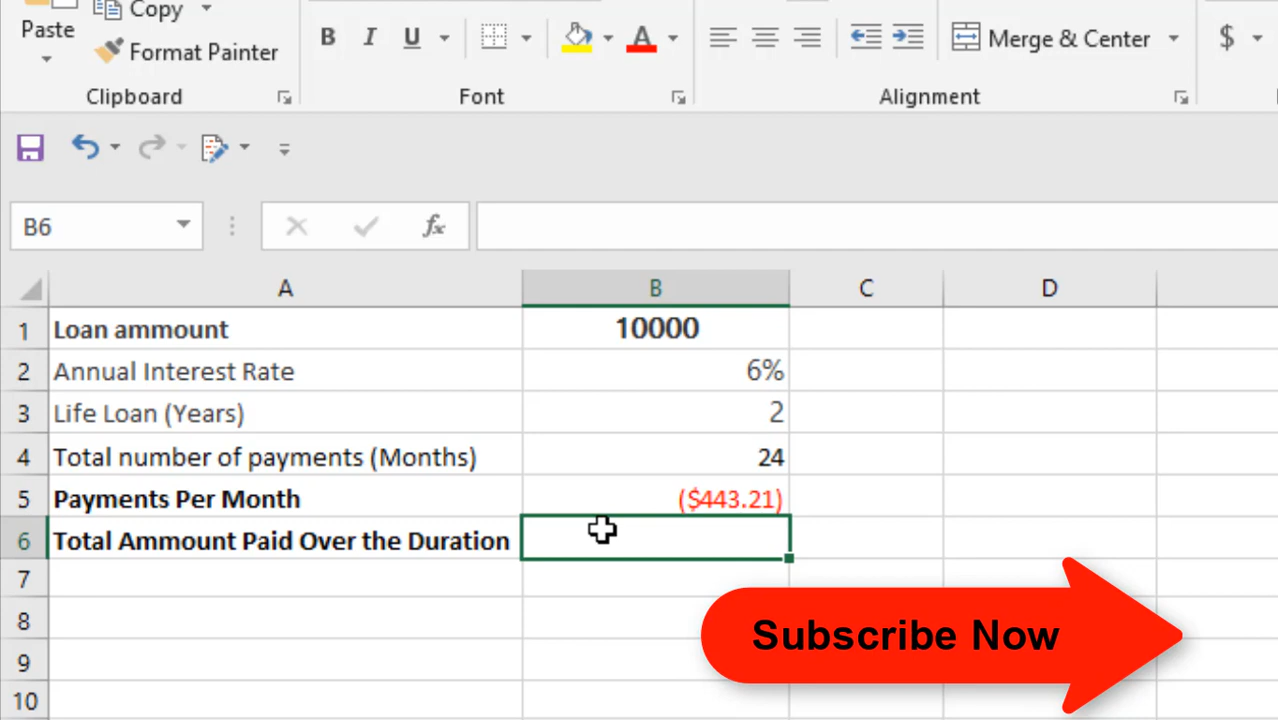 Copy
Paste
Format Painter
B I U A
Merge & Center
$
Clipboard
Font
Alignment
B6
fx
A B C D
1 Loan ammount 10000
2 Annual Interest Rate 6%
3 Life Loan (Years) 2
4 Total number of payments (Months) 24
5 Payments Per Month ($443.21)
6 Total Ammount Paid Over the Duration
7
8
Subscribe Now
9
10